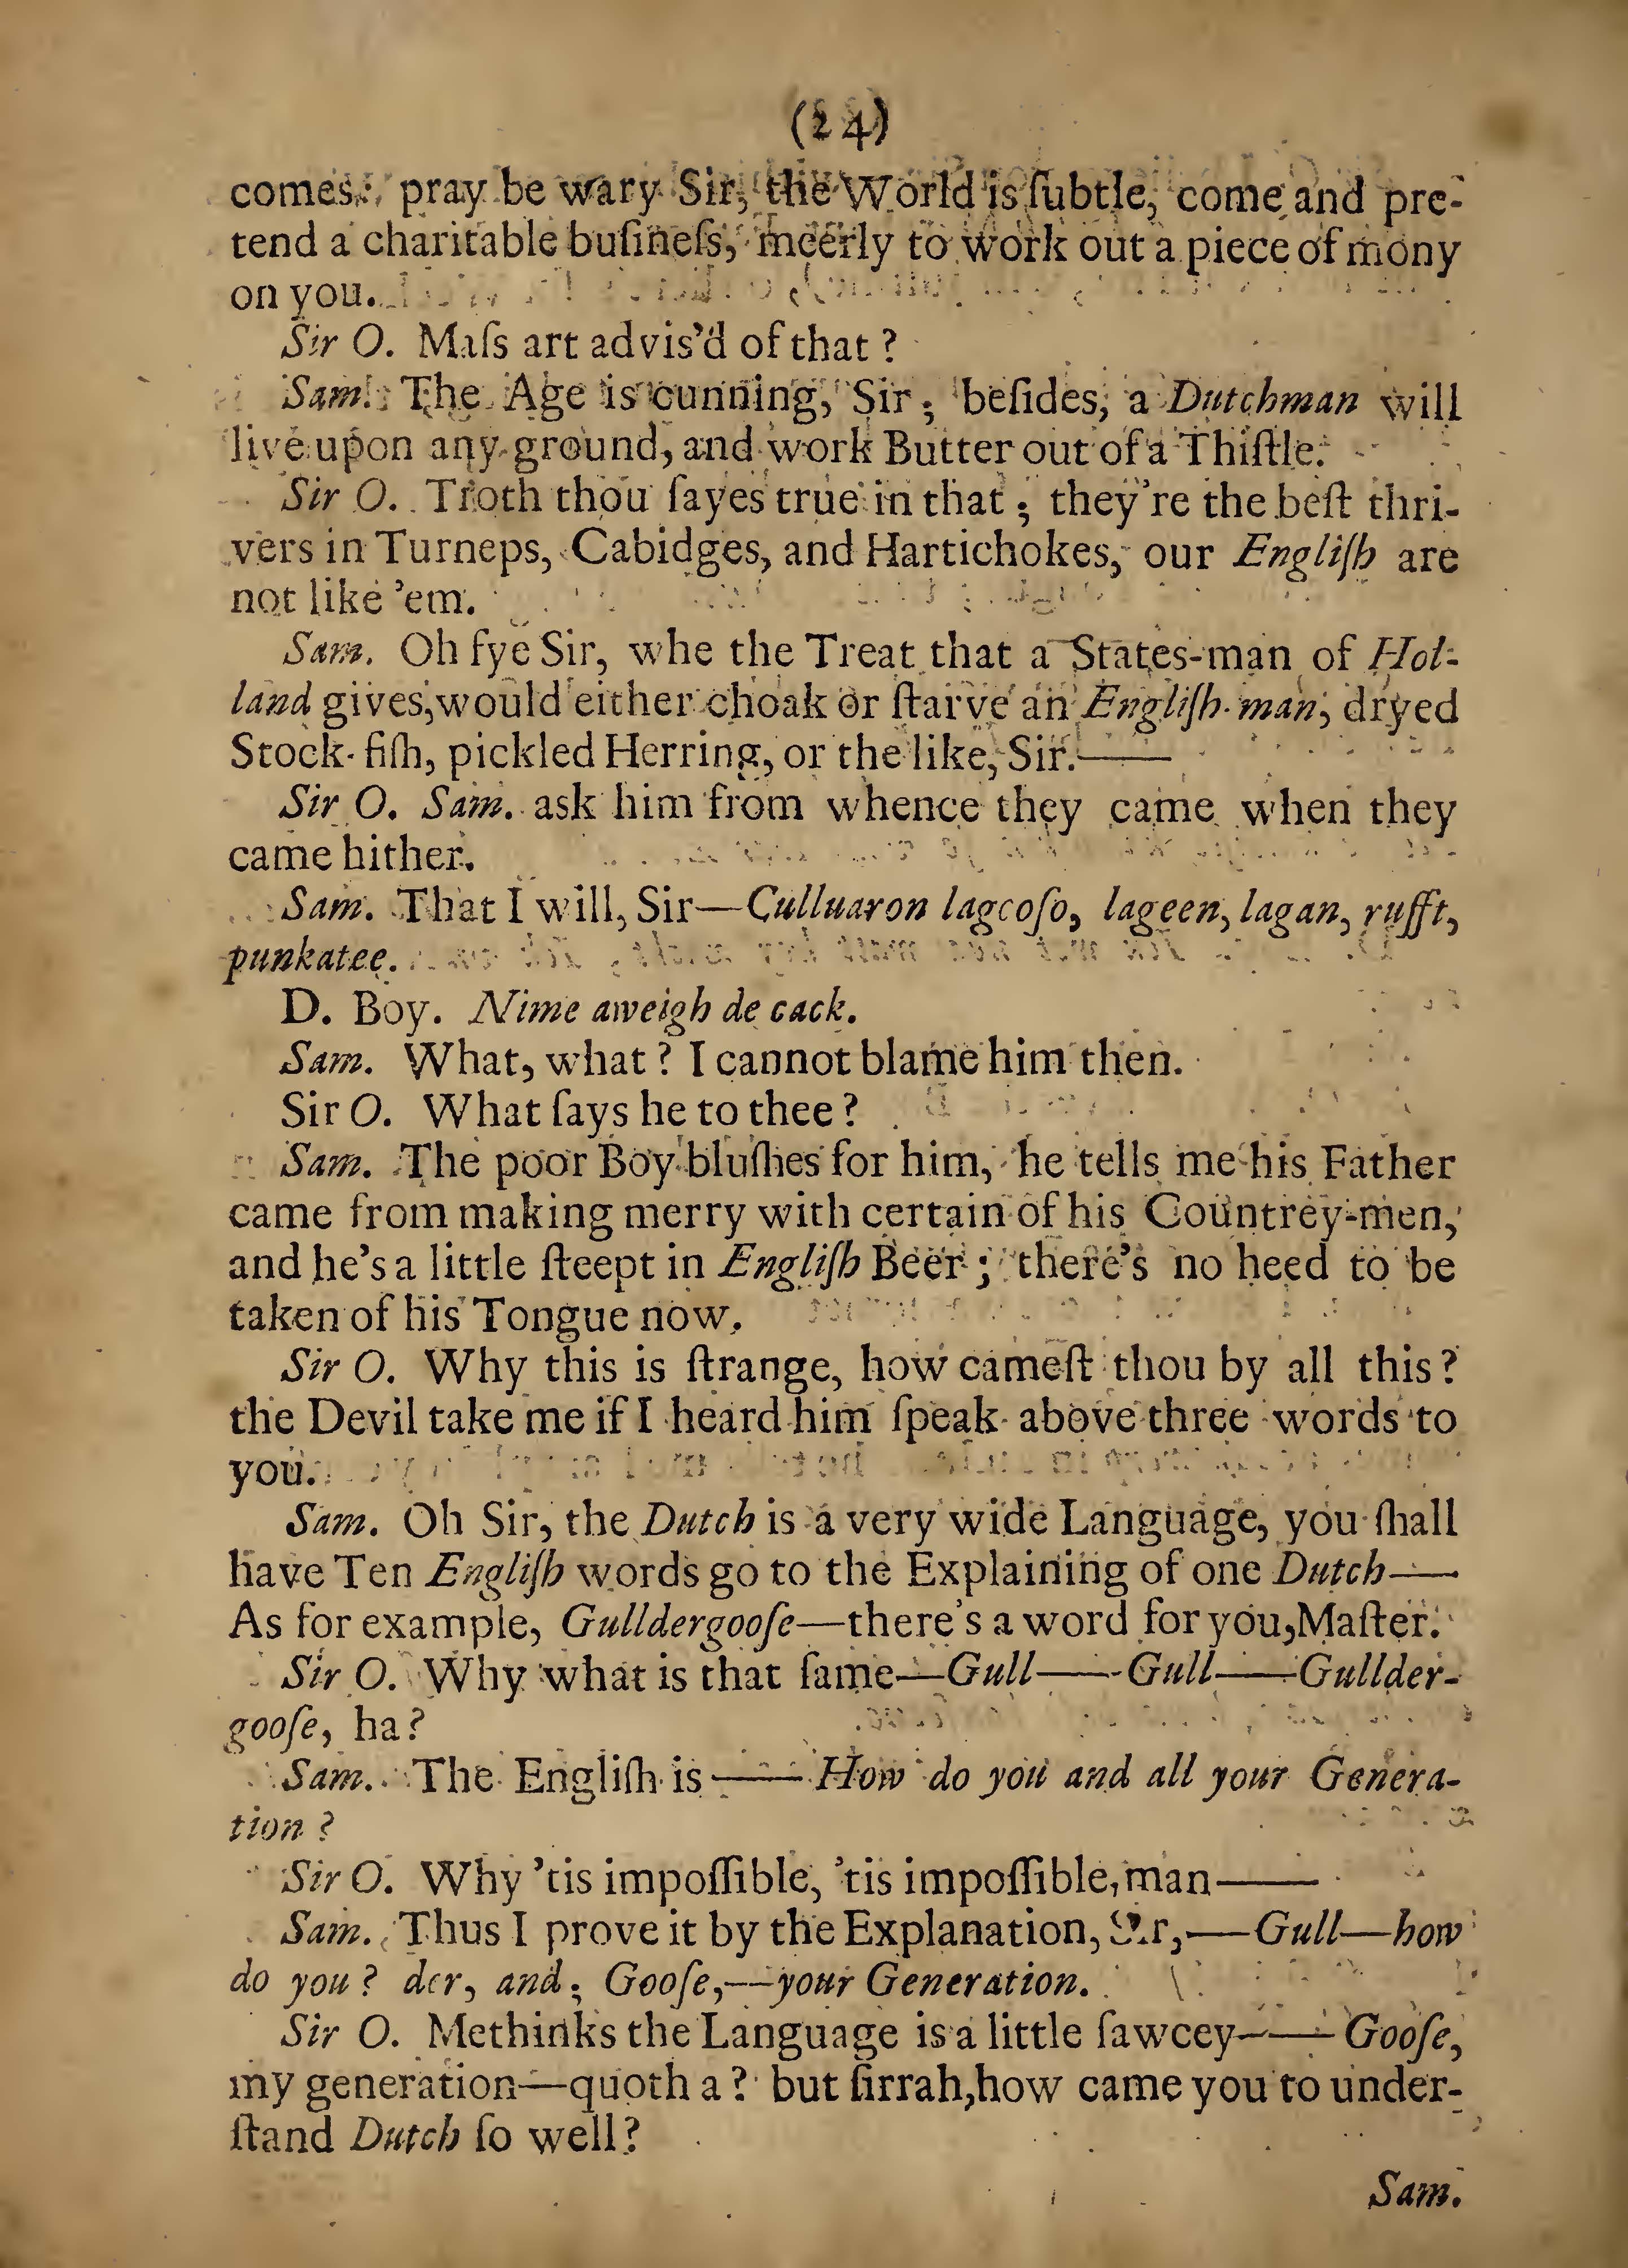 (24)
comes; pray be wary Sir, the World is ſubtle, come and pre-
tend a charitable buſineſs, meerly to work out a piece of mony
on you.
Sir O. Maſs art advis’d of that ?
Sam. The Age is cunning, Sir; beſides, a Dutchman will
live upon any ground, and work Butter out of a Thiſtle.
Sir O. Troth thou ſayes true in that; they’re the beſt thri-
vers in Turneps, Cabidges, and Hartichokes, our Engliſh are
not like ’em.
Sam. Oh fye Sir, whe the Treat that a States-man of Hol-
land gives, would either choak or ſtarve an Engliſh-man, dryed
Stock-fiſh, pickled Herring, or the like, Sir.——
Sir O. Sam. ask him from whence they came when they
came hither.
Sam. That I will, Sir—Culluaron lagcoſo, lageen, lagan, rufft,
punkatee.
D. Boy. Nime aweigh de cack.
Sam. What, what ? I cannot blame him then.
Sir O. What ſays he to thee ?
Sam. The poor Boy bluſhes for him, he tells me his Father
came from making merry with certain of his Countrey-men,
and he’s a little ſteept in Engliſh Beer; there’s no heed to be
taken of his Tongue now.
Sir O. Why this is ſtrange, how cameſt thou by all this ?
the Devil take me if I heard him ſpeak above three words to
you.
Sam. Oh Sir, the Dutch is a very wide Language, you ſhall
have Ten Engliſh words go to the Explaining of one Dutch——
As for example, Gulldergooſe—there’s a word for you, Maſter.
Sir O. Why what is that ſame—Gull——Gull——Gullder-
gooſe, ha?
Sam. The Engliſh is——How do you and all your Genera-
tion ?
Sir O. Why ’tis impoſſible, ’tis impoſſible, man——
Sam. Thus I prove it by the Explanation, Sir,——Gull—how
do you ? der, and; Gooſe,—your Generation.
Sir O. Methinks the Language is a little ſawcey——Gooſe,
my generation—quoth a ? but ſirrah, how came you to under-
ſtand Dutch ſo well ?
Sam.